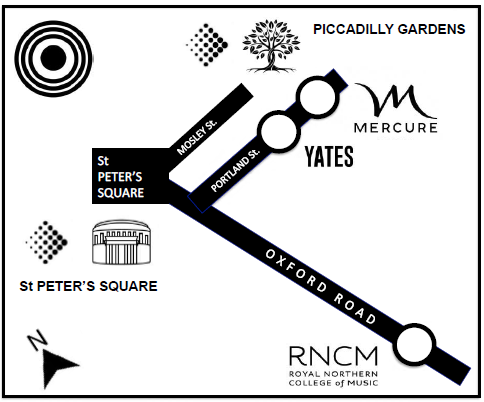 PICCADILLY GARDENS
MERCURE
MOSLEY St.
St
PETER'S
SQUARE
PORTLAND St.
YATES
OXFORD ROAD
St PETER'S SQUARE
N
RNCM
ROYAL NORTHERN
COLLEGE of MUSIC